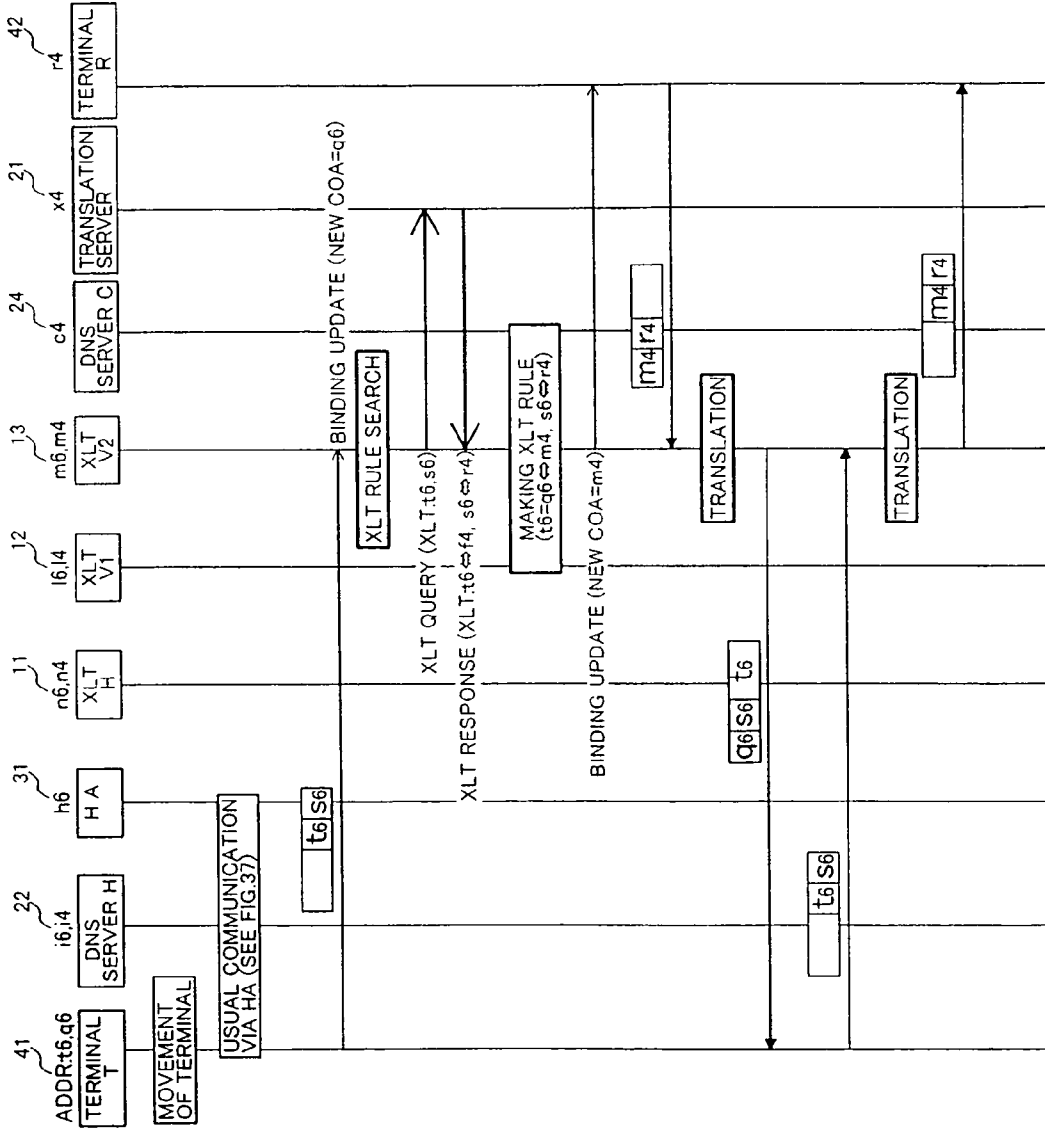 41
22
31
11
12
13
24
21
42
ADDR:t6,q6
i6,i4
h6
n6,n4
l6,l4
m6,m4
c4
x4
r4
TERMINAL
T
DNS
SERVER H
H A
XLT
H
XLT
V1
XLT
V2
DNS
SERVER C
TRANSLATION
SERVER
TERMINAL
R
MOVEMENT
OF TERMINAL
USUAL COMMUNICATION
VIA HA (SEE FIG.37)
t6 s6
BINDING UPDATE (NEW COA=q6)
XLT RULE SEARCH
XLT QUERY (XLT:t6,s6)
XLT RESPONSE (XLT:t6⇔f4, s6⇔r4)
MAKING XLT RULE
(t6=q6⇔m4, s6⇔r4)
BINDING UPDATE (NEW COA=m4)
m4 r4
TRANSLATION
q6 s6 t6
t6 s6
TRANSLATION
m4 r4